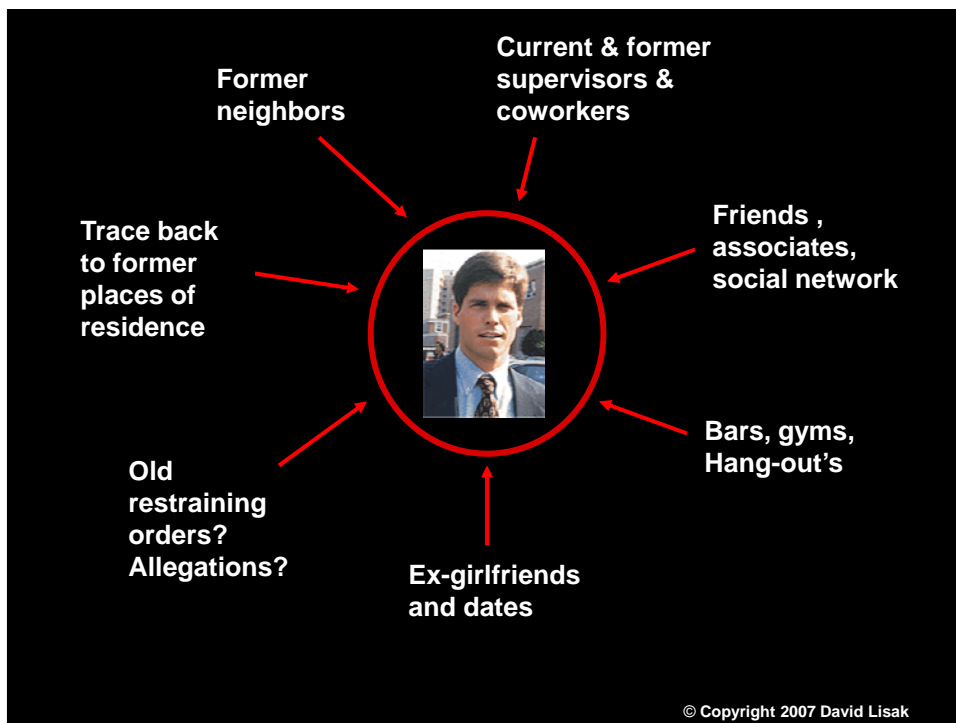 Former
neighbors
Current & former
supervisors &
coworkers
Trace back
to former
places of
residence
Friends ,
associates,
social network
Old
restraining
orders?
Allegations?
Bars, gyms,
Hang-out’s
Ex-girlfriends
and dates
© Copyright 2007 David Lisak